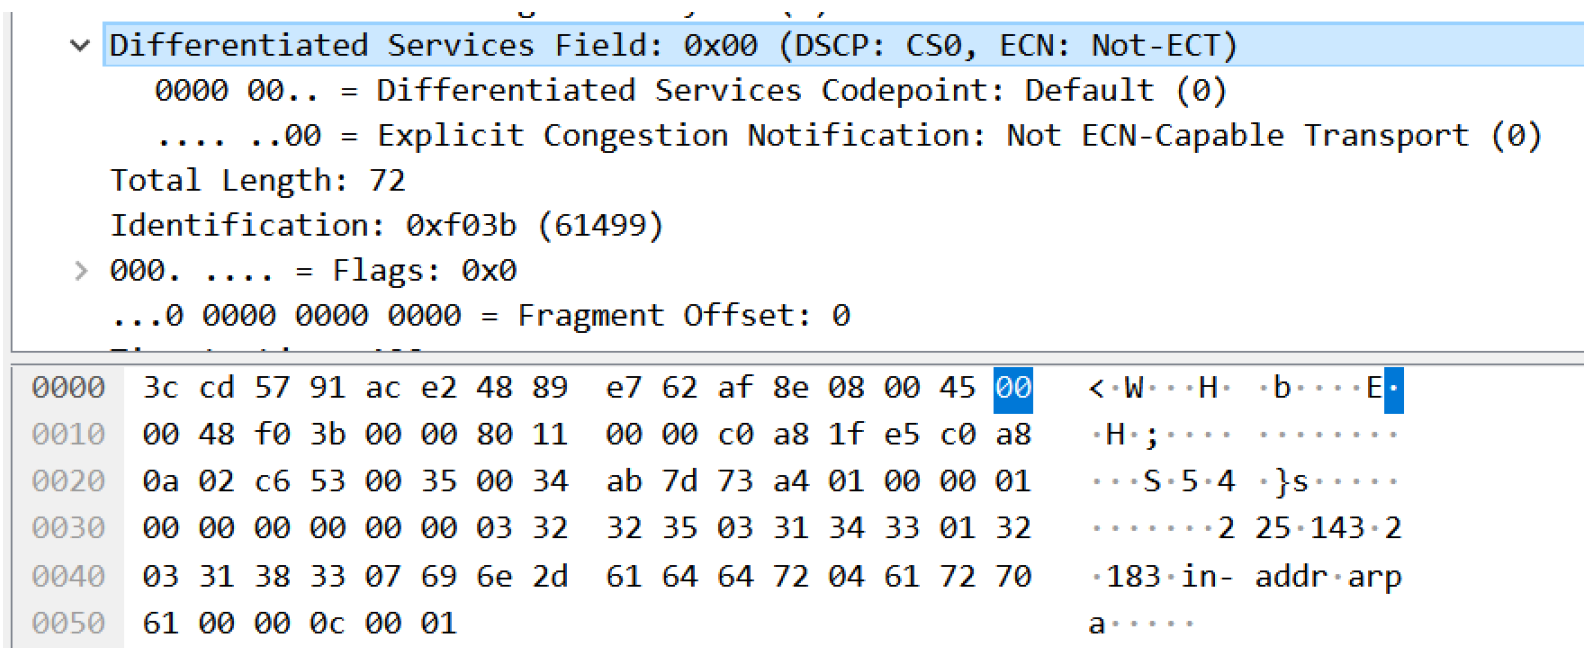 Differentiated Services Field: 0x00 (DSCP: CS0, ECN: Not-ECT)
0000 00.. = Differentiated Services Codepoint: Default (0)
.... ..00 = Explicit Congestion Notification: Not ECN-Capable Transport (0)
Total Length: 72
Identification: 0xf03b (61499)
000. .... = Flags: 0x0
...0 0000 0000 0000 = Fragment Offset: 0
0000 3c cd 57 91 ac e2 48 89 e7 62 af 8e 08 00 45 00 <·W···H· ·b····E·
0010 00 48 f0 3b 00 00 80 11 00 00 c0 a8 1f e5 c0 a8 ·H·;···· ········
0020 0a 02 c6 53 00 35 00 34 ab 7d 73 a4 01 00 00 01 ···S·5·4 ·}s·····
0030 00 00 00 00 00 00 03 32 32 35 03 31 34 33 01 32 ·······2 25·143·2
0040 03 31 38 33 07 69 6e 2d 61 64 64 72 04 61 72 70 ·183·in- addr·arp
0050 61 00 00 0c 00 01 a·····